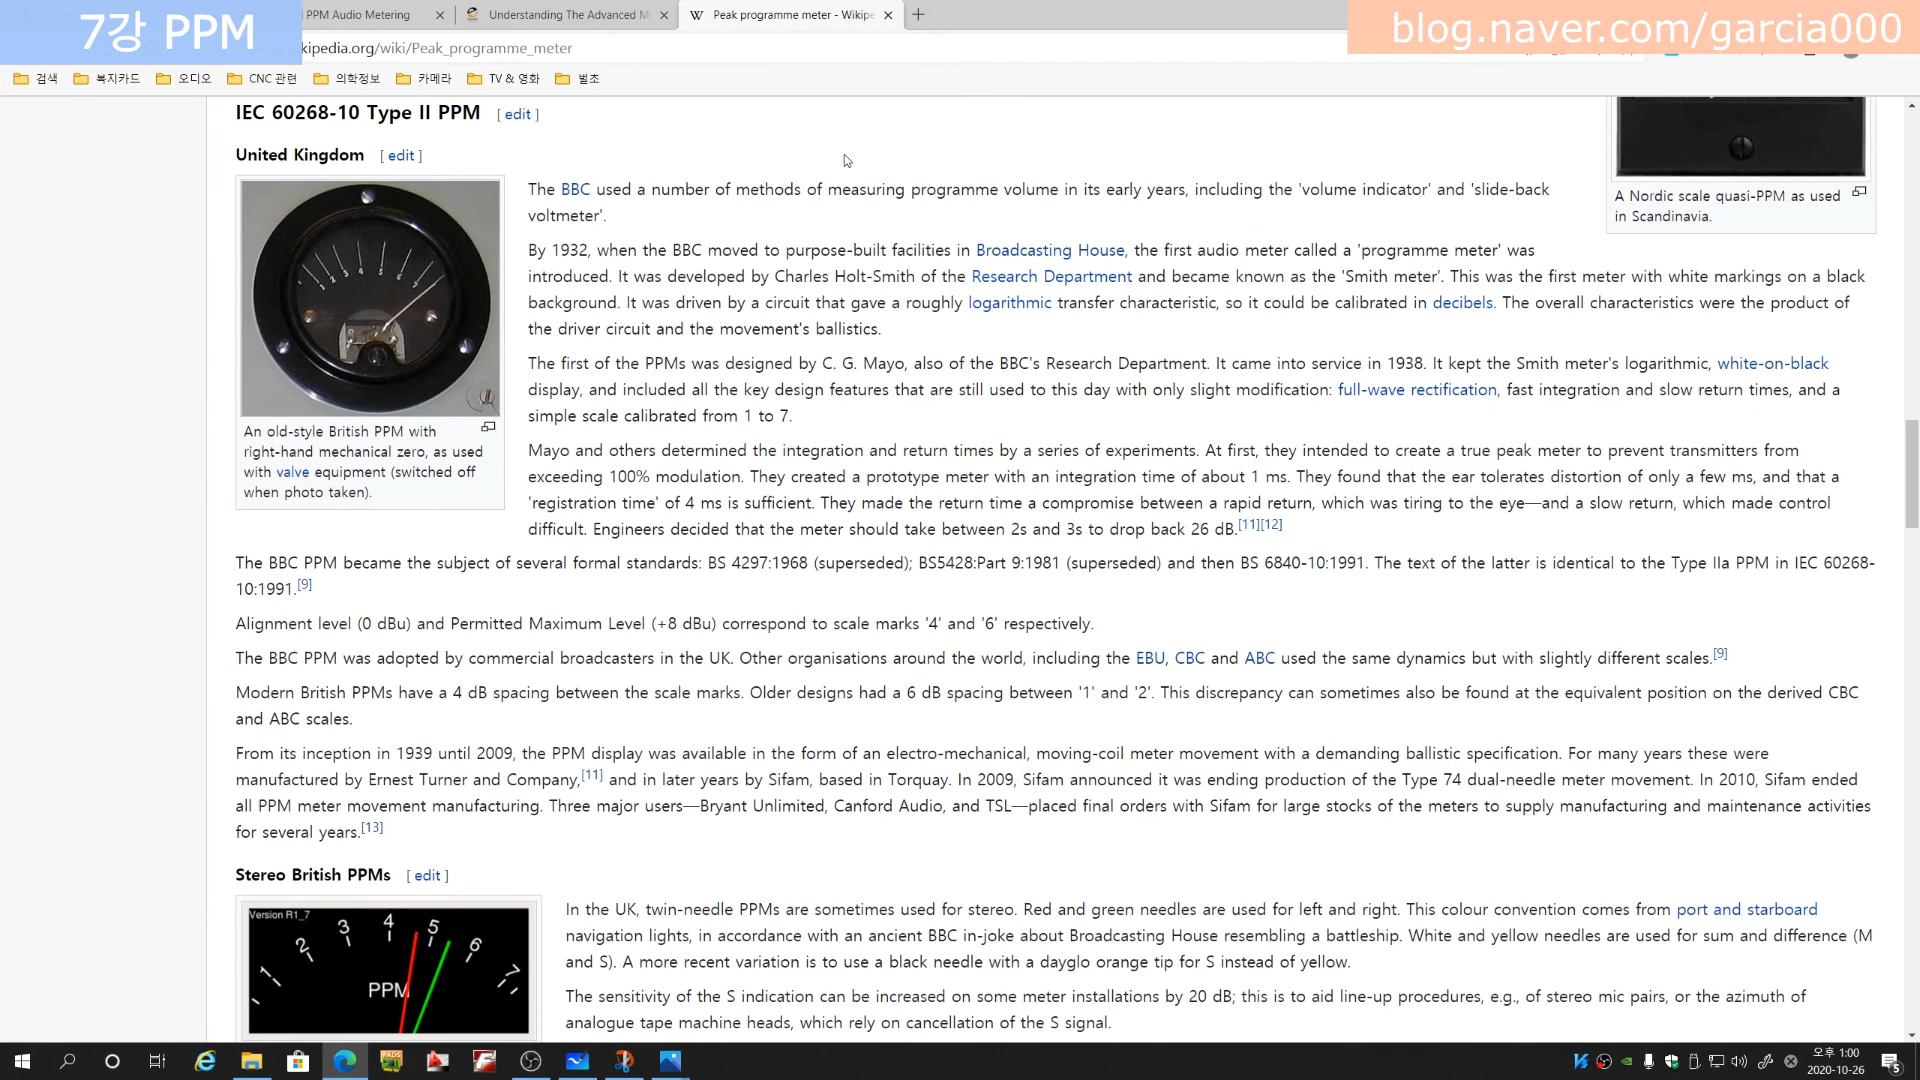 7강 PPM
PPM Audio Metering
Understanding The Advanced M
Peak programme meter - Wikipe
blog.naver.com/garcia000
kipedia.org/wiki/Peak_programme_meter
검색
복지카드
오디오
CNC 관련
의학정보
카메라
TV & 영화
벌초
IEC 60268-10 Type II PPM [ edit ]
United Kingdom [ edit ]
A Nordic scale quasi-PPM as used
in Scandinavia.
The BBC used a number of methods of measuring programme volume in its early years, including the 'volume indicator' and 'slide-back
voltmeter'.
By 1932, when the BBC moved to purpose-built facilities in Broadcasting House, the first audio meter called a 'programme meter' was
introduced. It was developed by Charles Holt-Smith of the Research Department and became known as the 'Smith meter'. This was the first meter with white markings on a black
background. It was driven by a circuit that gave a roughly logarithmic transfer characteristic, so it could be calibrated in decibels. The overall characteristics were the product of
the driver circuit and the movement's ballistics.
The first of the PPMs was designed by C. G. Mayo, also of the BBC's Research Department. It came into service in 1938. It kept the Smith meter's logarithmic, white-on-black
display, and included all the key design features that are still used to this day with only slight modification: full-wave rectification, fast integration and slow return times, and a
simple scale calibrated from 1 to 7.
An old-style British PPM with
right-hand mechanical zero, as used
with valve equipment (switched off
when photo taken).
Mayo and others determined the integration and return times by a series of experiments. At first, they intended to create a true peak meter to prevent transmitters from
exceeding 100% modulation. They created a prototype meter with an integration time of about 1 ms. They found that the ear tolerates distortion of only a few ms, and that a
'registration time' of 4 ms is sufficient. They made the return time a compromise between a rapid return, which was tiring to the eye—and a slow return, which made control
difficult. Engineers decided that the meter should take between 2s and 3s to drop back 26 dB.[11][12]
The BBC PPM became the subject of several formal standards: BS 4297:1968 (superseded); BS5428:Part 9:1981 (superseded) and then BS 6840-10:1991. The text of the latter is identical to the Type IIa PPM in IEC 60268-
10:1991.[9]
Alignment level (0 dBu) and Permitted Maximum Level (+8 dBu) correspond to scale marks '4' and '6' respectively.
The BBC PPM was adopted by commercial broadcasters in the UK. Other organisations around the world, including the EBU, CBC and ABC used the same dynamics but with slightly different scales.[9]
Modern British PPMs have a 4 dB spacing between the scale marks. Older designs had a 6 dB spacing between '1' and '2'. This discrepancy can sometimes also be found at the equivalent position on the derived CBC
and ABC scales.
From its inception in 1939 until 2009, the PPM display was available in the form of an electro-mechanical, moving-coil meter movement with a demanding ballistic specification. For many years these were
manufactured by Ernest Turner and Company,[11] and in later years by Sifam, based in Torquay. In 2009, Sifam announced it was ending production of the Type 74 dual-needle meter movement. In 2010, Sifam ended
all PPM meter movement manufacturing. Three major users—Bryant Unlimited, Canford Audio, and TSL—placed final orders with Sifam for large stocks of the meters to supply manufacturing and maintenance activities
for several years.[13]
Stereo British PPMs [ edit ]
Version R1_7
1 2 3 4 5 6 7
PPM
In the UK, twin-needle PPMs are sometimes used for stereo. Red and green needles are used for left and right. This colour convention comes from port and starboard
navigation lights, in accordance with an ancient BBC in-joke about Broadcasting House resembling a battleship. White and yellow needles are used for sum and difference (M
and S). A more recent variation is to use a black needle with a dayglo orange tip for S instead of yellow.
The sensitivity of the S indication can be increased on some meter installations by 20 dB; this is to aid line-up procedures, e.g., of stereo mic pairs, or the azimuth of
analogue tape machine heads, which rely on cancellation of the S signal.
오후 1:00
2020-10-26
5